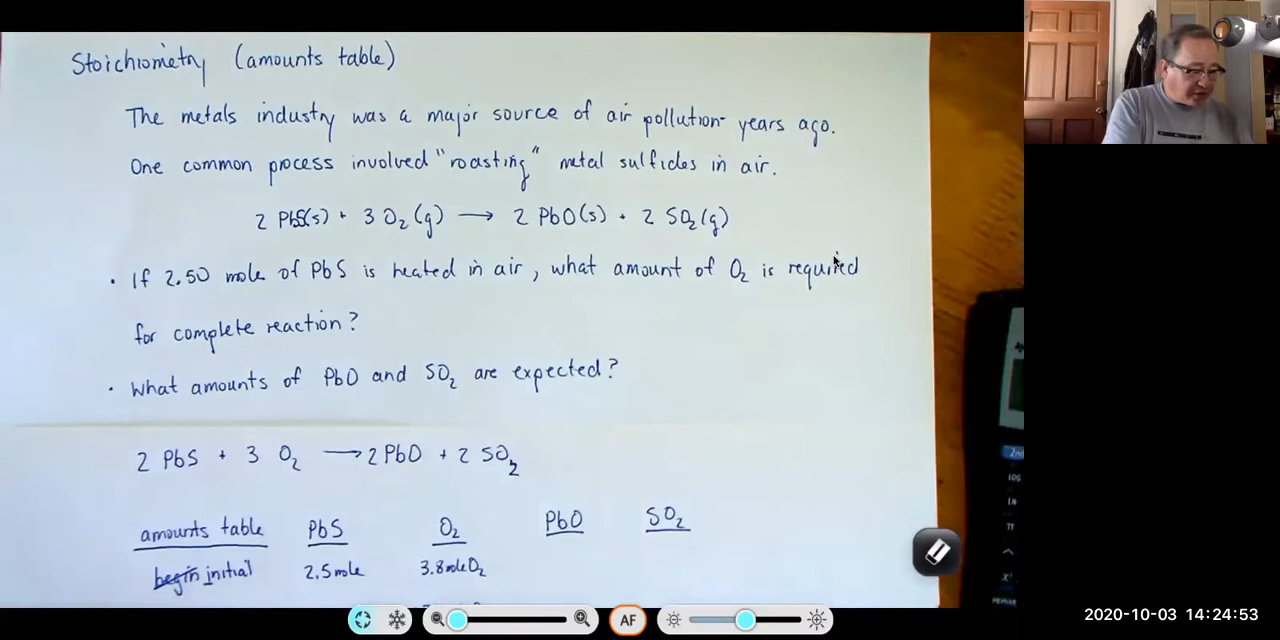 Stoichiometry (amounts table)
The metals industry was a major source of air pollution years ago.
One common process involved "roasting" metal sulfides in air.
2 PbS(s) + 3 O₂(g) → 2 PbO(s) + 2 SO₂(g)
· If 2.50 mole of PbS is heated in air, what amount of O₂ is required
for complete reaction?
· What amounts of PbO and SO₂ are expected?
2 PbS + 3 O₂ → 2 PbO + 2 SO₂
amounts table PbS O₂ PbO SO₂
begin initial 2.5 mole 3.8 mole O₂
AF
2020-10-03 14:24:53